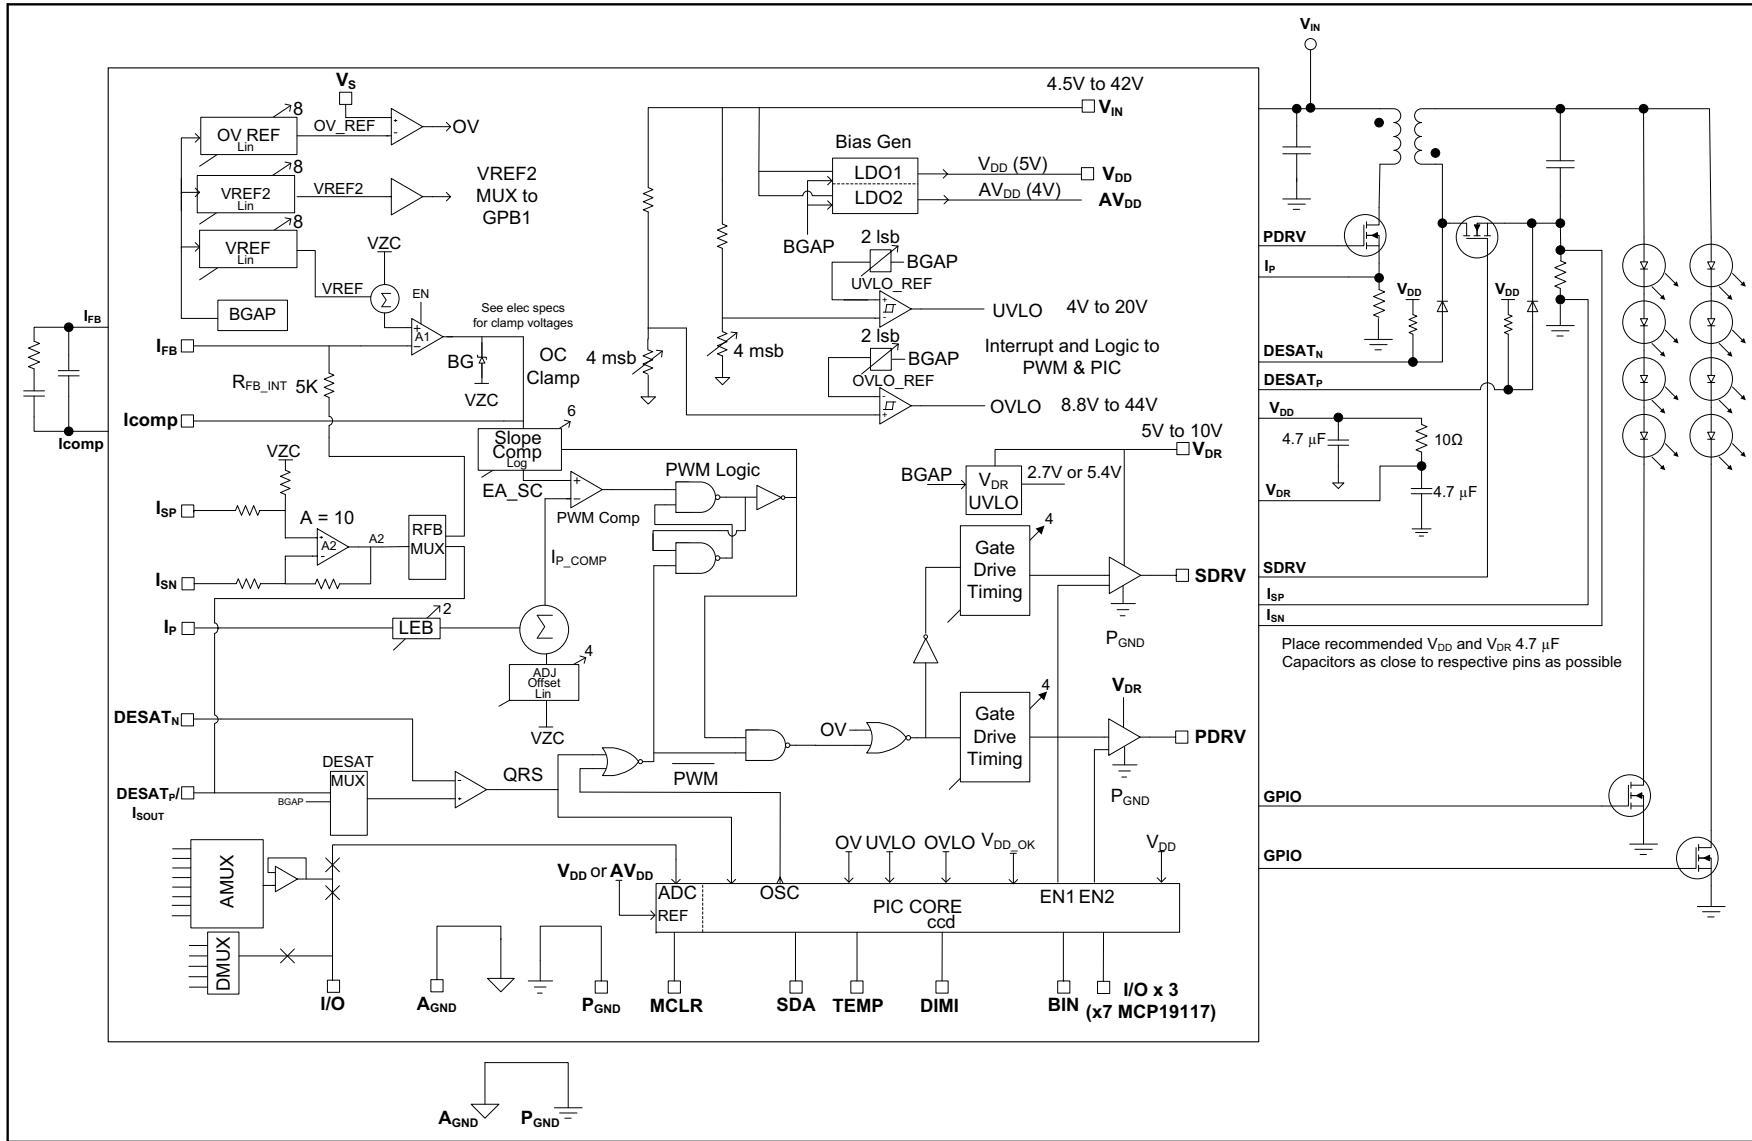 V_IN
4.5V to 42V
V_IN
V_S
8
OV REF
Lin
OV_REF
+
-
OV
8
VREF2
Lin
VREF2
VREF2
MUX to
GPB1
8
VREF
Lin
VREF
VZC
Σ
BGAP
EN
+
A1
-
See elec specs
for clamp voltages
BG
VZC
OC
Clamp
Bias Gen
LDO1
LDO2
V_DD (5V)
V_DD
AV_DD (4V)
AV_DD
BGAP
2 lsb
BGAP
UVLO_REF
+
-
UVLO
4V to 20V
4 msb
4 msb
2 lsb
BGAP
OVLO_REF
-
+
OVLO
8.8V to 44V
Interrupt and Logic to
PWM & PIC
I_FB
I_FB
R_FB_INT 5K
Icomp
Icomp
6
Slope
Comp
Log
EA_SC
+
-
PWM Comp
PWM Logic
I_P_COMP
VZC
I_SP
A = 10
+
A2
-
A2
RFB
MUX
I_SN
I_P
2
LEB
Σ
4
ADJ
Offset
Lin
VZC
5V to 10V
V_DR
BGAP
V_DR
UVLO
2.7V or 5.4V
4
Gate
Drive
Timing
SDRV
P_GND
4
Gate
Drive
Timing
V_DR
PDRV
P_GND
OV
PWM
DESAT_N
DESAT_P/
I_SOUT
DESAT
MUX
BGAP
-
+
QRS
AMUX
DMUX
V_DD or AV_DD
OV UVLO OVLO V_DD_OK V_DD
ADC
REF
OSC
PIC CORE
ccd
EN1 EN2
I/O
A_GND
P_GND
MCLR
SDA
TEMP
DIMI
BIN
I/O x 3
(x7 MCP19117)
A_GND
P_GND
PDRV
I_P
V_DD
V_DD
DESAT_N
DESAT_P
V_DD
4.7 µF
10Ω
V_DR
4.7 µF
SDRV
I_SP
I_SN
Place recommended V_DD and V_DR 4.7 µF
Capacitors as close to respective pins as possible
GPIO
GPIO